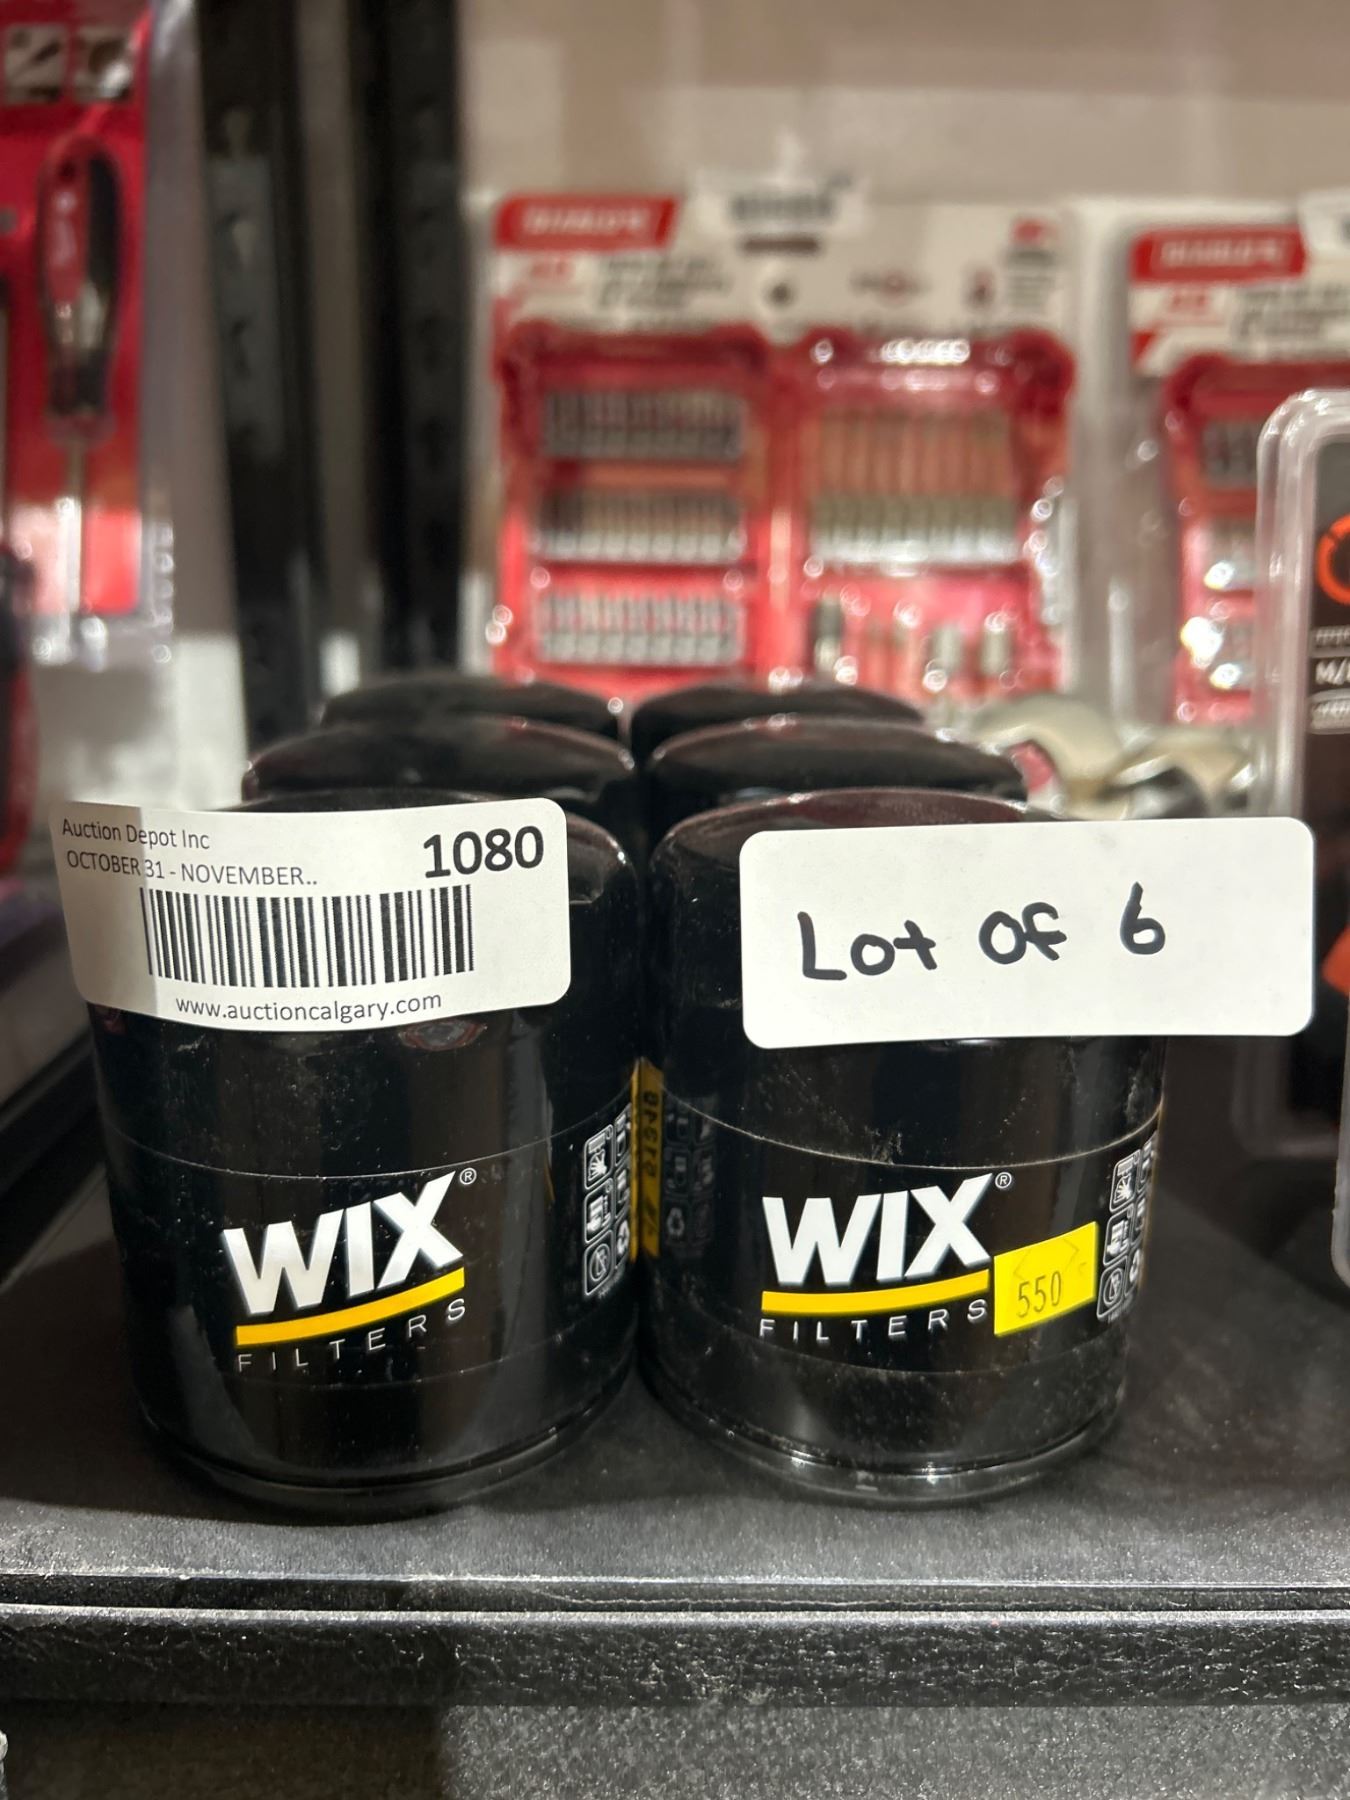 Auction Depot Inc
1080
OCTOBER 31 - NOVEMBER..
www.auctioncalgary.com
Lot Of 6
WIX®
FILTERS
WIX®
FILTERS
550
M/